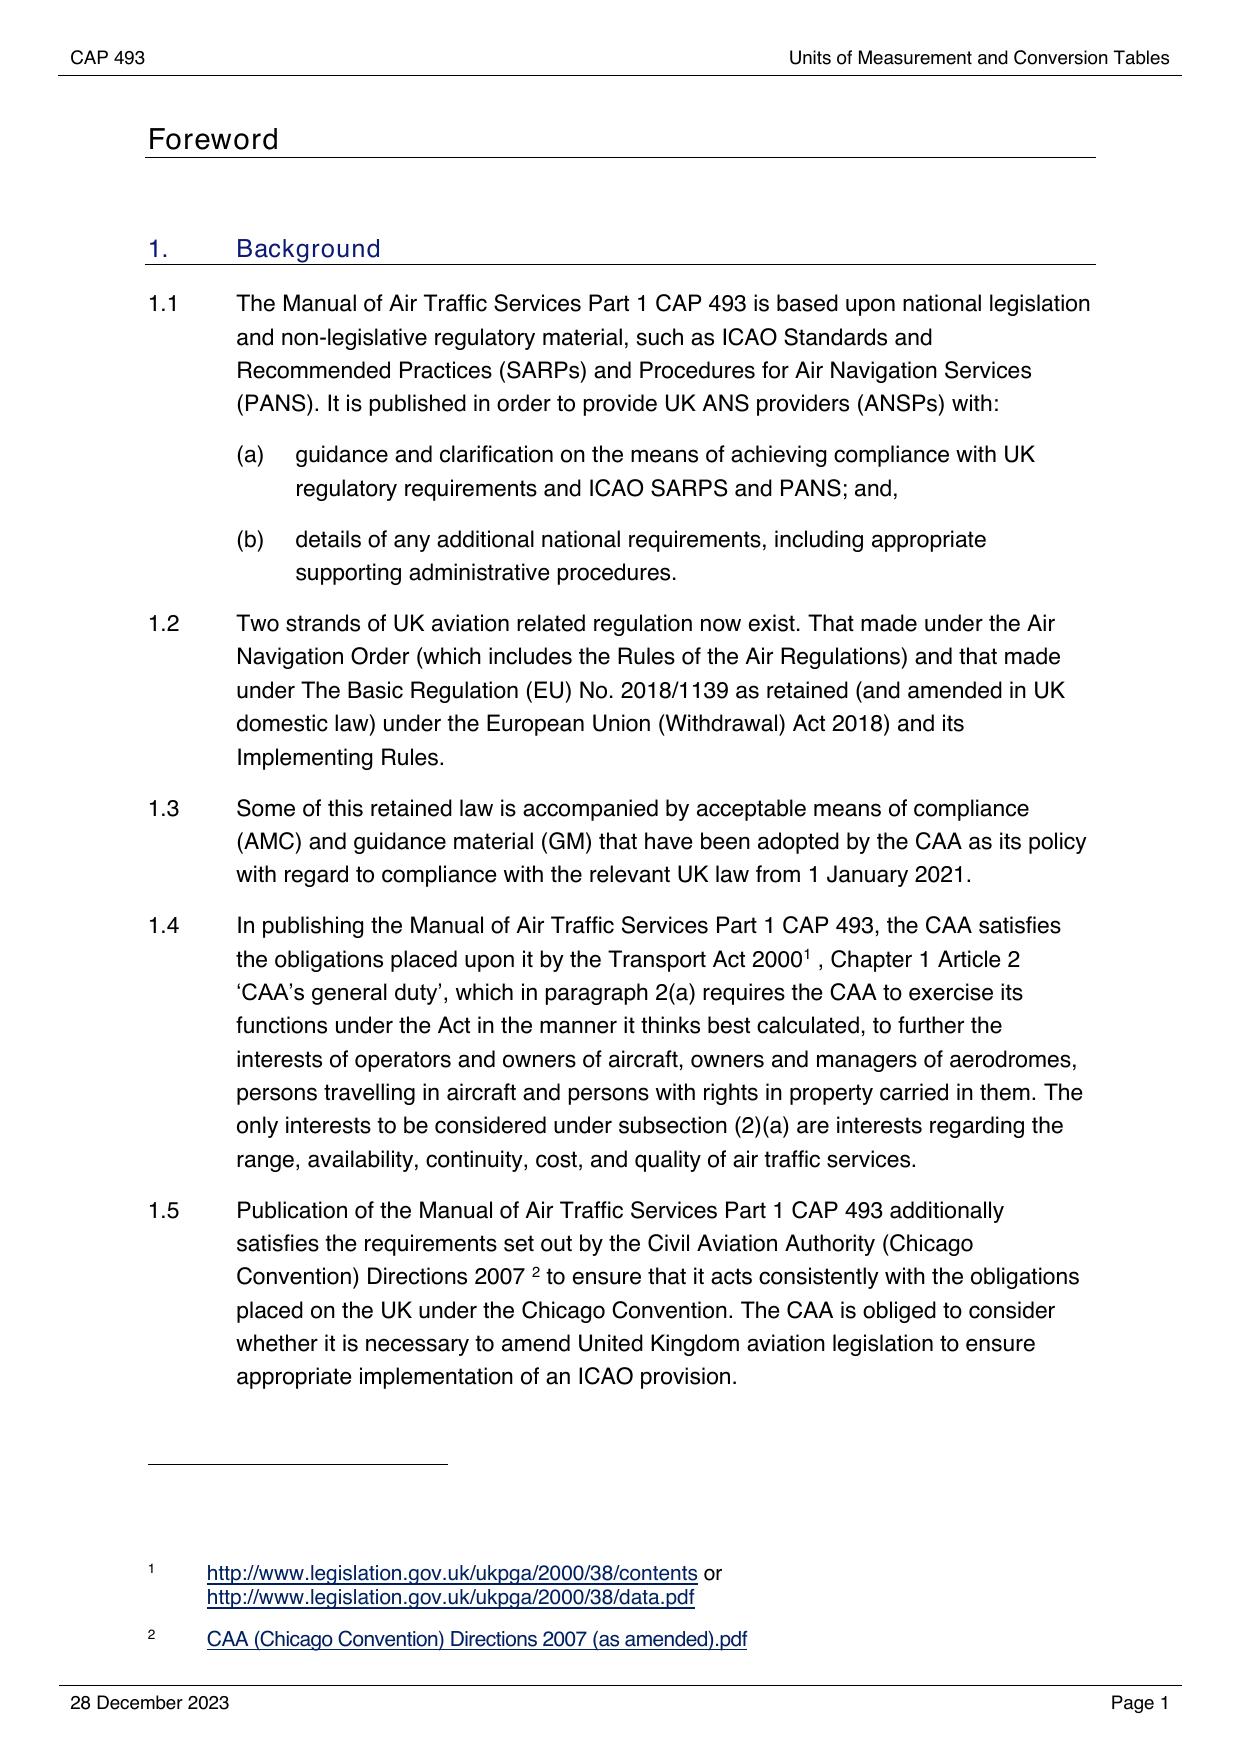 CAP 493 Units of Measurement and Conversion Tables
Foreword
1. Background
1.1 The Manual of Air Traffic Services Part 1 CAP 493 is based upon national legislation
and non-legislative regulatory material, such as ICAO Standards and
Recommended Practices (SARPs) and Procedures for Air Navigation Services
(PANS). It is published in order to provide UK ANS providers (ANSPs) with:
(a) guidance and clarification on the means of achieving compliance with UK
regulatory requirements and ICAO SARPS and PANS; and,
(b) details of any additional national requirements, including appropriate
supporting administrative procedures.
1.2 Two strands of UK aviation related regulation now exist. That made under the Air
Navigation Order (which includes the Rules of the Air Regulations) and that made
under The Basic Regulation (EU) No. 2018/1139 as retained (and amended in UK
domestic law) under the European Union (Withdrawal) Act 2018) and its
Implementing Rules.
1.3 Some of this retained law is accompanied by acceptable means of compliance
(AMC) and guidance material (GM) that have been adopted by the CAA as its policy
with regard to compliance with the relevant UK law from 1 January 2021.
1.4 In publishing the Manual of Air Traffic Services Part 1 CAP 493, the CAA satisfies
the obligations placed upon it by the Transport Act 2000¹ , Chapter 1 Article 2
‘CAA’s general duty’, which in paragraph 2(a) requires the CAA to exercise its
functions under the Act in the manner it thinks best calculated, to further the
interests of operators and owners of aircraft, owners and managers of aerodromes,
persons travelling in aircraft and persons with rights in property carried in them. The
only interests to be considered under subsection (2)(a) are interests regarding the
range, availability, continuity, cost, and quality of air traffic services.
1.5 Publication of the Manual of Air Traffic Services Part 1 CAP 493 additionally
satisfies the requirements set out by the Civil Aviation Authority (Chicago
Convention) Directions 2007 ² to ensure that it acts consistently with the obligations
placed on the UK under the Chicago Convention. The CAA is obliged to consider
whether it is necessary to amend United Kingdom aviation legislation to ensure
appropriate implementation of an ICAO provision.
¹ http://www.legislation.gov.uk/ukpga/2000/38/contents or
http://www.legislation.gov.uk/ukpga/2000/38/data.pdf
² CAA (Chicago Convention) Directions 2007 (as amended).pdf
28 December 2023 Page 1